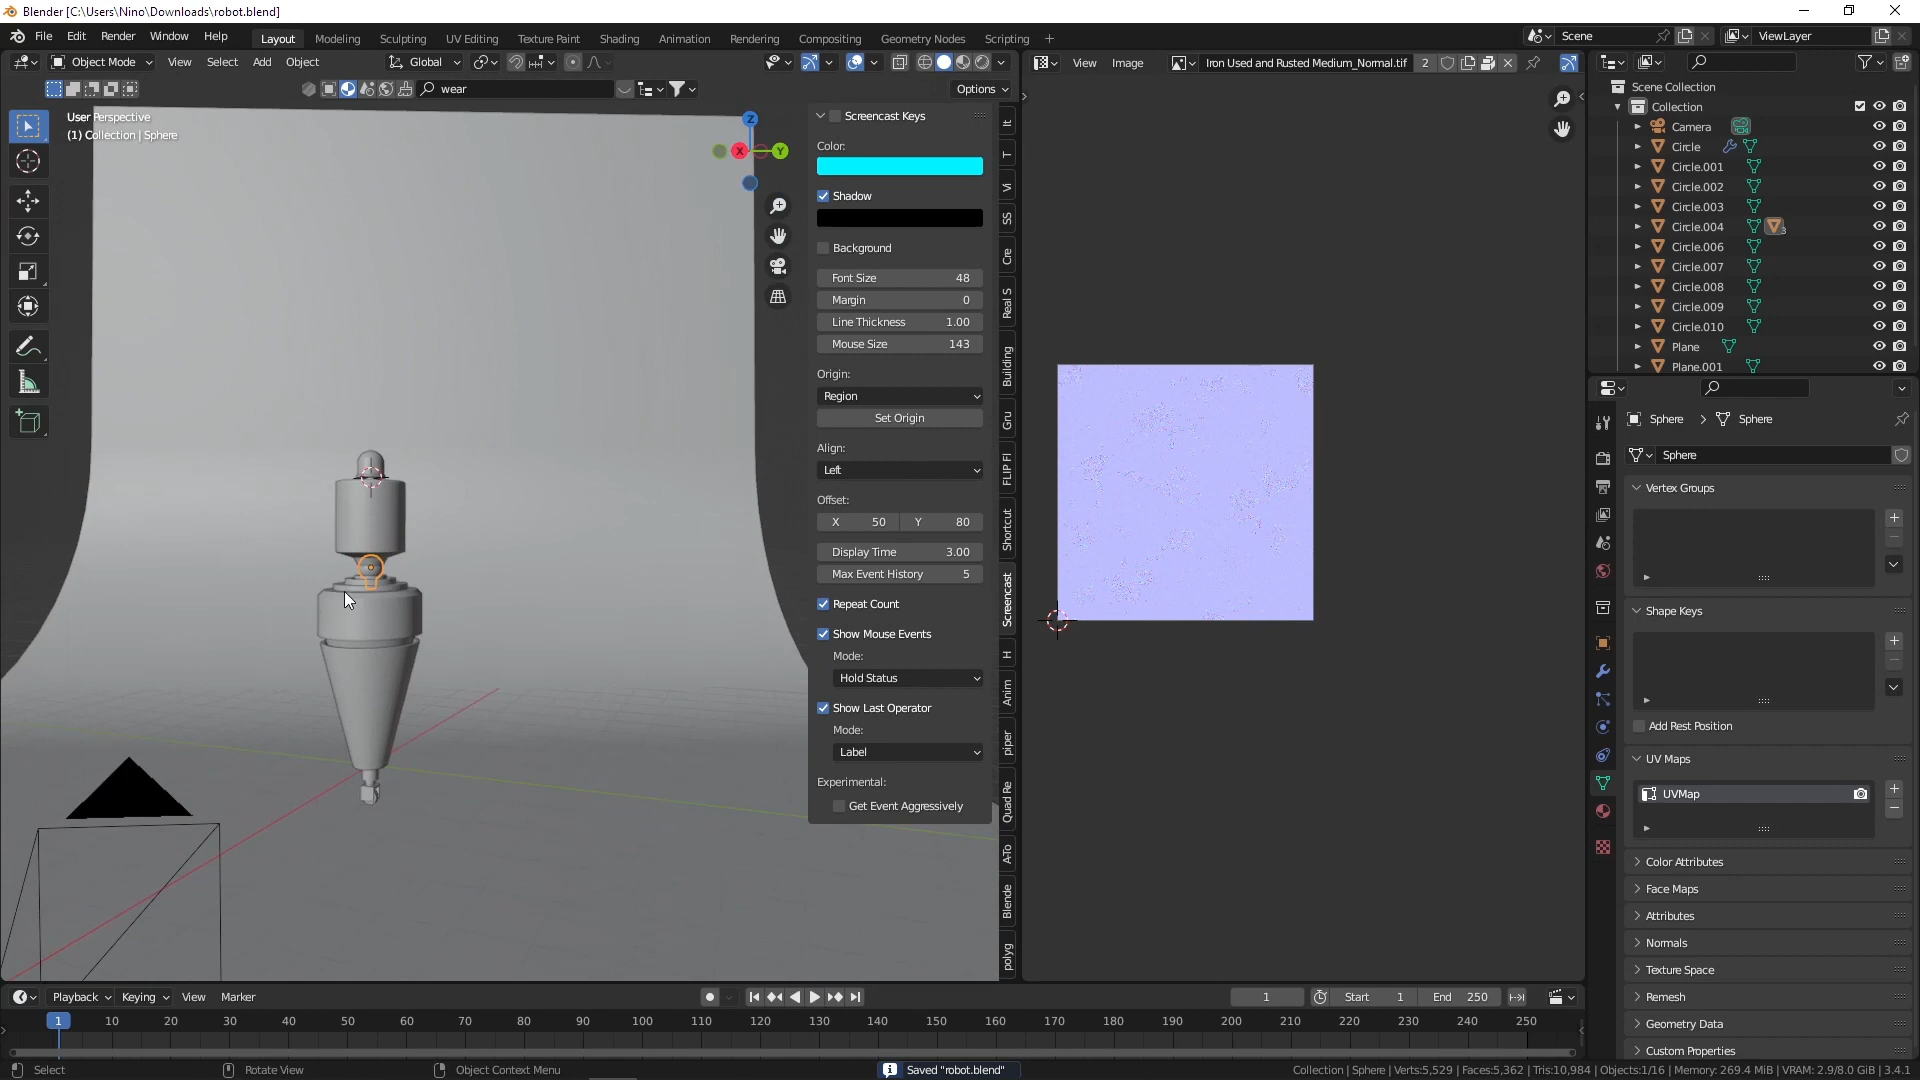 Blender [C:\Users\Nino\Downloads\robot.blend]
File Edit Render Window Help Layout Modeling Sculpting UV Editing Texture Paint Shading Animation Rendering Compositing Geometry Nodes Scripting + Scene ViewLayer
Object Mode View Select Add Object Global View Image Iron Used and Rusted Medium_Normal.tif 2
wear Options
User Perspective
(1) Collection | Sphere
Z
X
Y
Screencast Keys
Color:
Shadow
Background
Font Size 48
Margin 0
Line Thickness 1.00
Mouse Size 143
Origin:
Region
Set Origin
Align:
Left
Offset:
X 50 Y 80
Display Time 3.00
Max Event History 5
Repeat Count
Show Mouse Events
Mode:
Hold Status
Show Last Operator
Mode:
Label
Experimental:
Get Event Aggressively
It
T
Vi
SS
Cre
Real S
Building
Gru
FLIP Fl
Shortcut
Screencast
H
Anim
piper
Quad Re
A-To
Blende
polyg
Scene Collection
Collection
Camera
Circle
Circle.001
Circle.002
Circle.003
Circle.004 3
Circle.006
Circle.007
Circle.008
Circle.009
Circle.010
Plane
Plane.001
Sphere > Sphere
Sphere
Vertex Groups
Shape Keys
Add Rest Position
UV Maps
UVMap
Color Attributes
Face Maps
Attributes
Normals
Texture Space
Remesh
Geometry Data
Custom Properties
Playback Keying View Marker 1 Start 1 End 250
1 10 20 30 40 50 60 70 80 90 100 110 120 130 140 150 160 170 180 190 200 210 220 230 240 250
Select Rotate View Object Context Menu Saved "robot.blend" Collection | Sphere | Verts:5,529 | Faces:5,362 | Tris:10,984 | Objects:1/16 | Memory: 269.4 MiB | VRAM: 2.9/8.0 GiB | 3.4.1